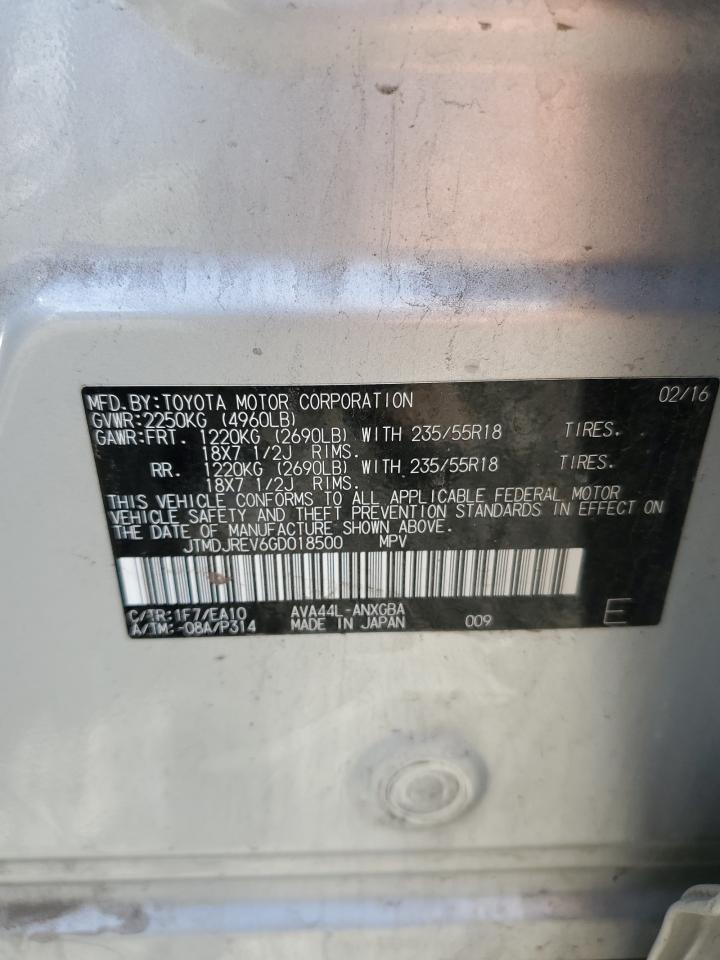 MFD.BY:TOYOTA MOTOR CORPORATION 02/16
GVWR:2250KG (4960LB)
GAWR:FRT. 1220KG (2690LB) WITH 235/55R18 TIRES.
18X7 1/2J RIMS.
RR. 1220KG (2690LB) WITH 235/55R18 TIRES.
18X7 1/2J RIMS.
THIS VEHICLE CONFORMS TO ALL APPLICABLE FEDERAL MOTOR
VEHICLE SAFETY AND THEFT PREVENTION STANDARDS IN EFFECT ON
THE DATE OF MANUFACTURE SHOWN ABOVE.
JTMDJREV6GD018500 MPV
C/TR:1F7/EA10 AVA44L-ANXGBA
A/TM:-08A/P314 MADE IN JAPAN 009 E